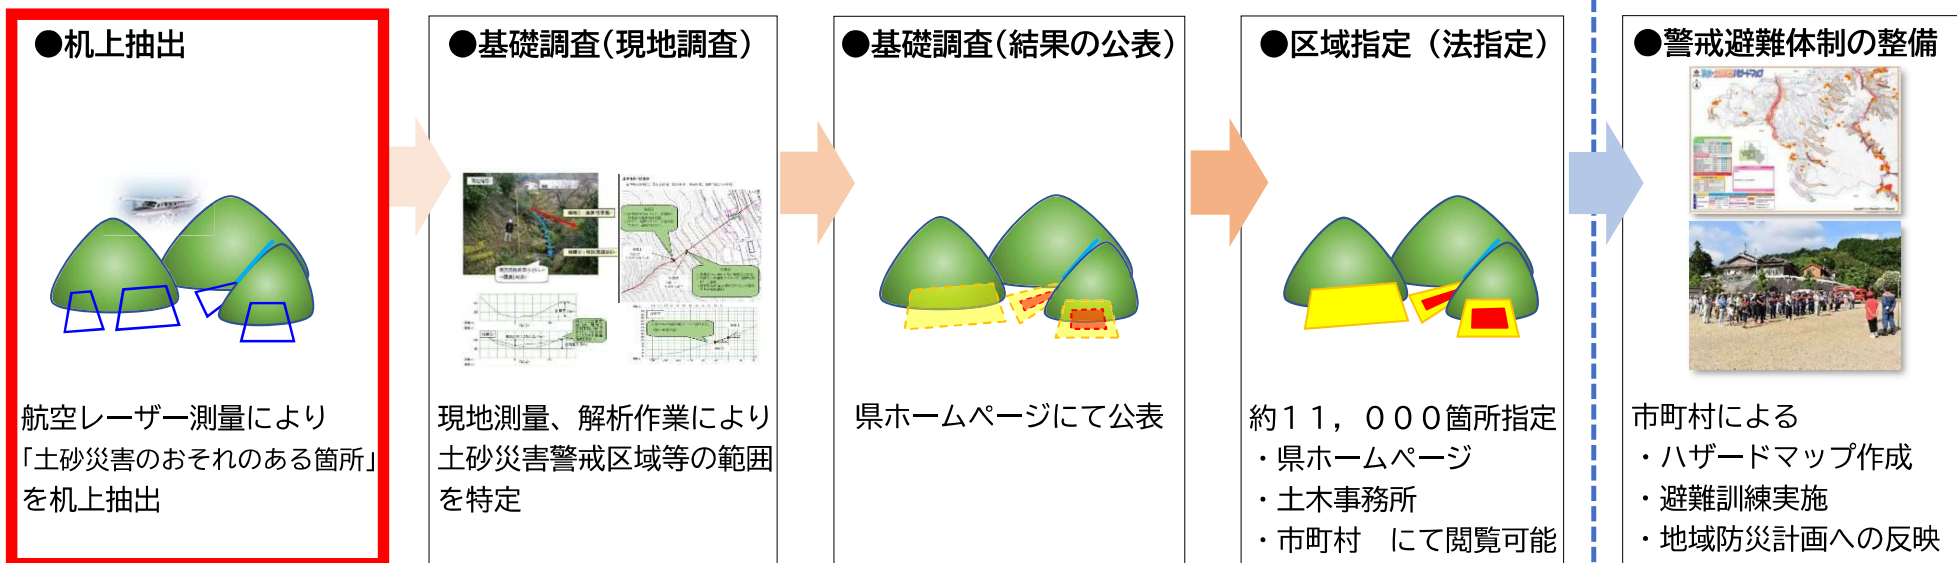 ●机上抽出
航空レーザー測量により
「土砂災害のおそれのある箇所」
を机上抽出
●基礎調査（現地調査）
現地測量、解析作業により
土砂災害警戒区域等の範囲
を特定
●基礎調査（結果の公表）
県ホームページにて公表
●区域指定（法指定）
約１１，０００箇所指定
・県ホームページ
・土木事務所
・市町村　にて閲覧可能
●警戒避難体制の整備
市町村による
・ハザードマップ作成
・避難訓練実施
・地域防災計画への反映